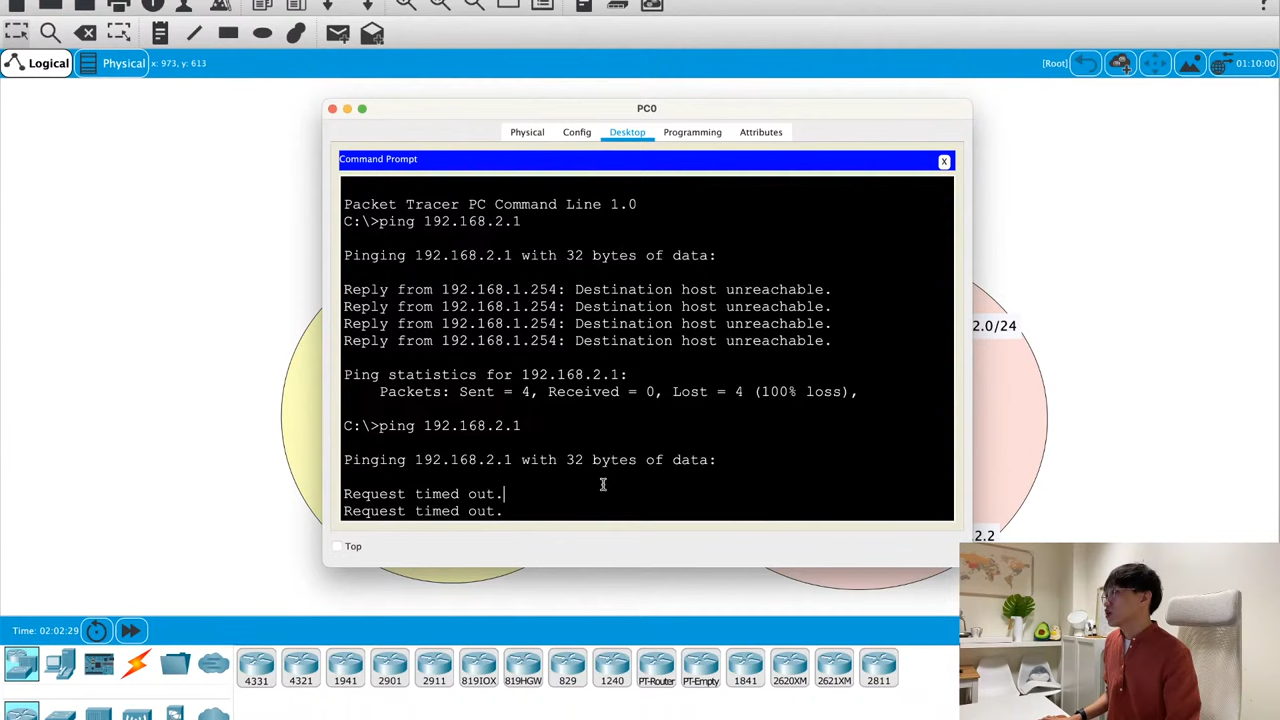 Logical
Physical
x: 973, y: 613
[Root]
01:10:00
PC0
Physical
Config
Desktop
Programming
Attributes
Command Prompt
X
Packet Tracer PC Command Line 1.0
C:\>ping 192.168.2.1
Pinging 192.168.2.1 with 32 bytes of data:
Reply from 192.168.1.254: Destination host unreachable.
Reply from 192.168.1.254: Destination host unreachable.
Reply from 192.168.1.254: Destination host unreachable.
Reply from 192.168.1.254: Destination host unreachable.
Ping statistics for 192.168.2.1:
Packets: Sent = 4, Received = 0, Lost = 4 (100% loss),
C:\>ping 192.168.2.1
Pinging 192.168.2.1 with 32 bytes of data:
Request timed out.
Request timed out.
2.0/24
2.2
Top
Time: 02:02:29
4331
4321
1941
2901
2911
819IOX
819HGW
829
1240
PT-Router
PT-Empty
1841
2620XM
2621XM
2811